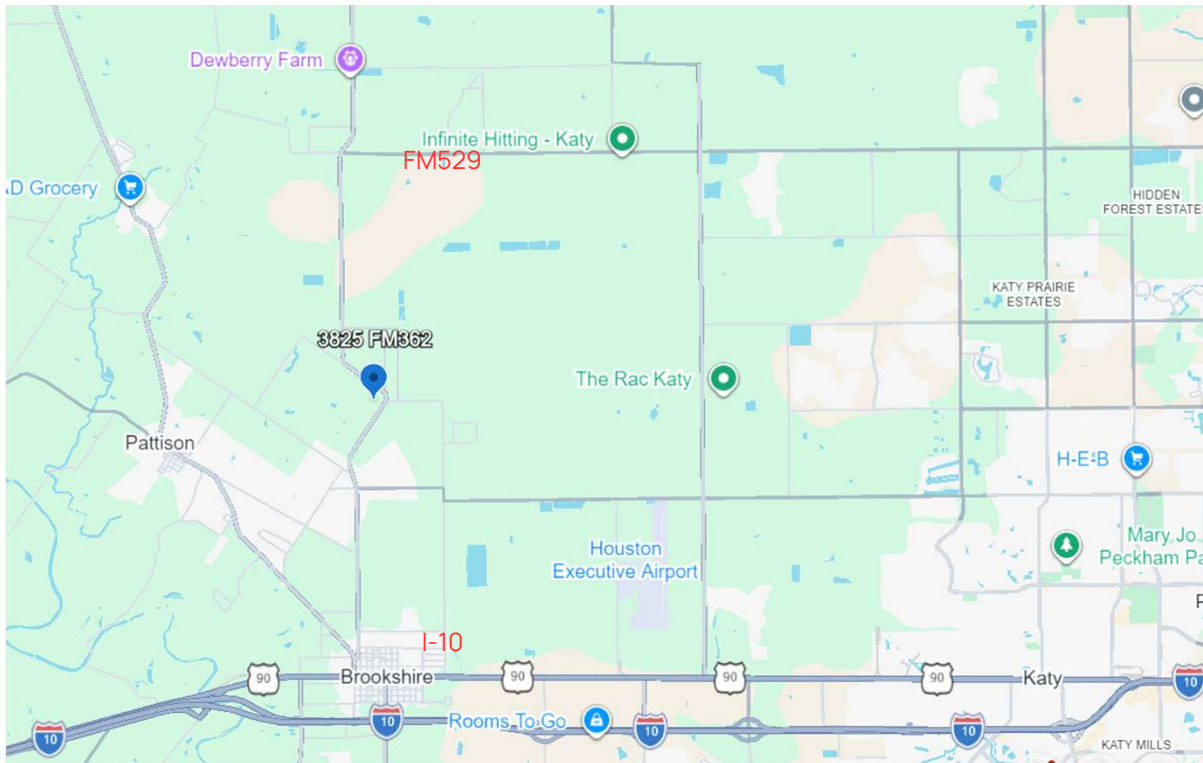 Dewberry Farm
Infinite Hitting - Katy
FM529
D Grocery
HIDDEN
FOREST ESTATES
KATY PRAIRIE
ESTATES
3825 FM362
The Rac Katy
Pattison
H-E-B
Mary Jo
Peckham Pa
Houston
Executive Airport
I-10
90
90
90
90
Brookshire
Katy
10
Rooms To Go
10
10
10
10
KATY MILLS